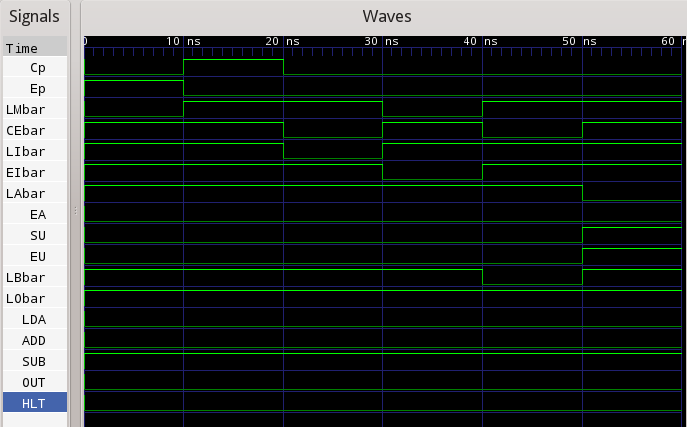 Signals Waves
Time 0 10 ns 20 ns 30 ns 40 ns 50 ns 60
Cp
Ep
LMbar
CEbar
LIbar
EIbar
LAbar
EA
SU
EU
LBbar
LObar
LDA
ADD
SUB
OUT
HLT